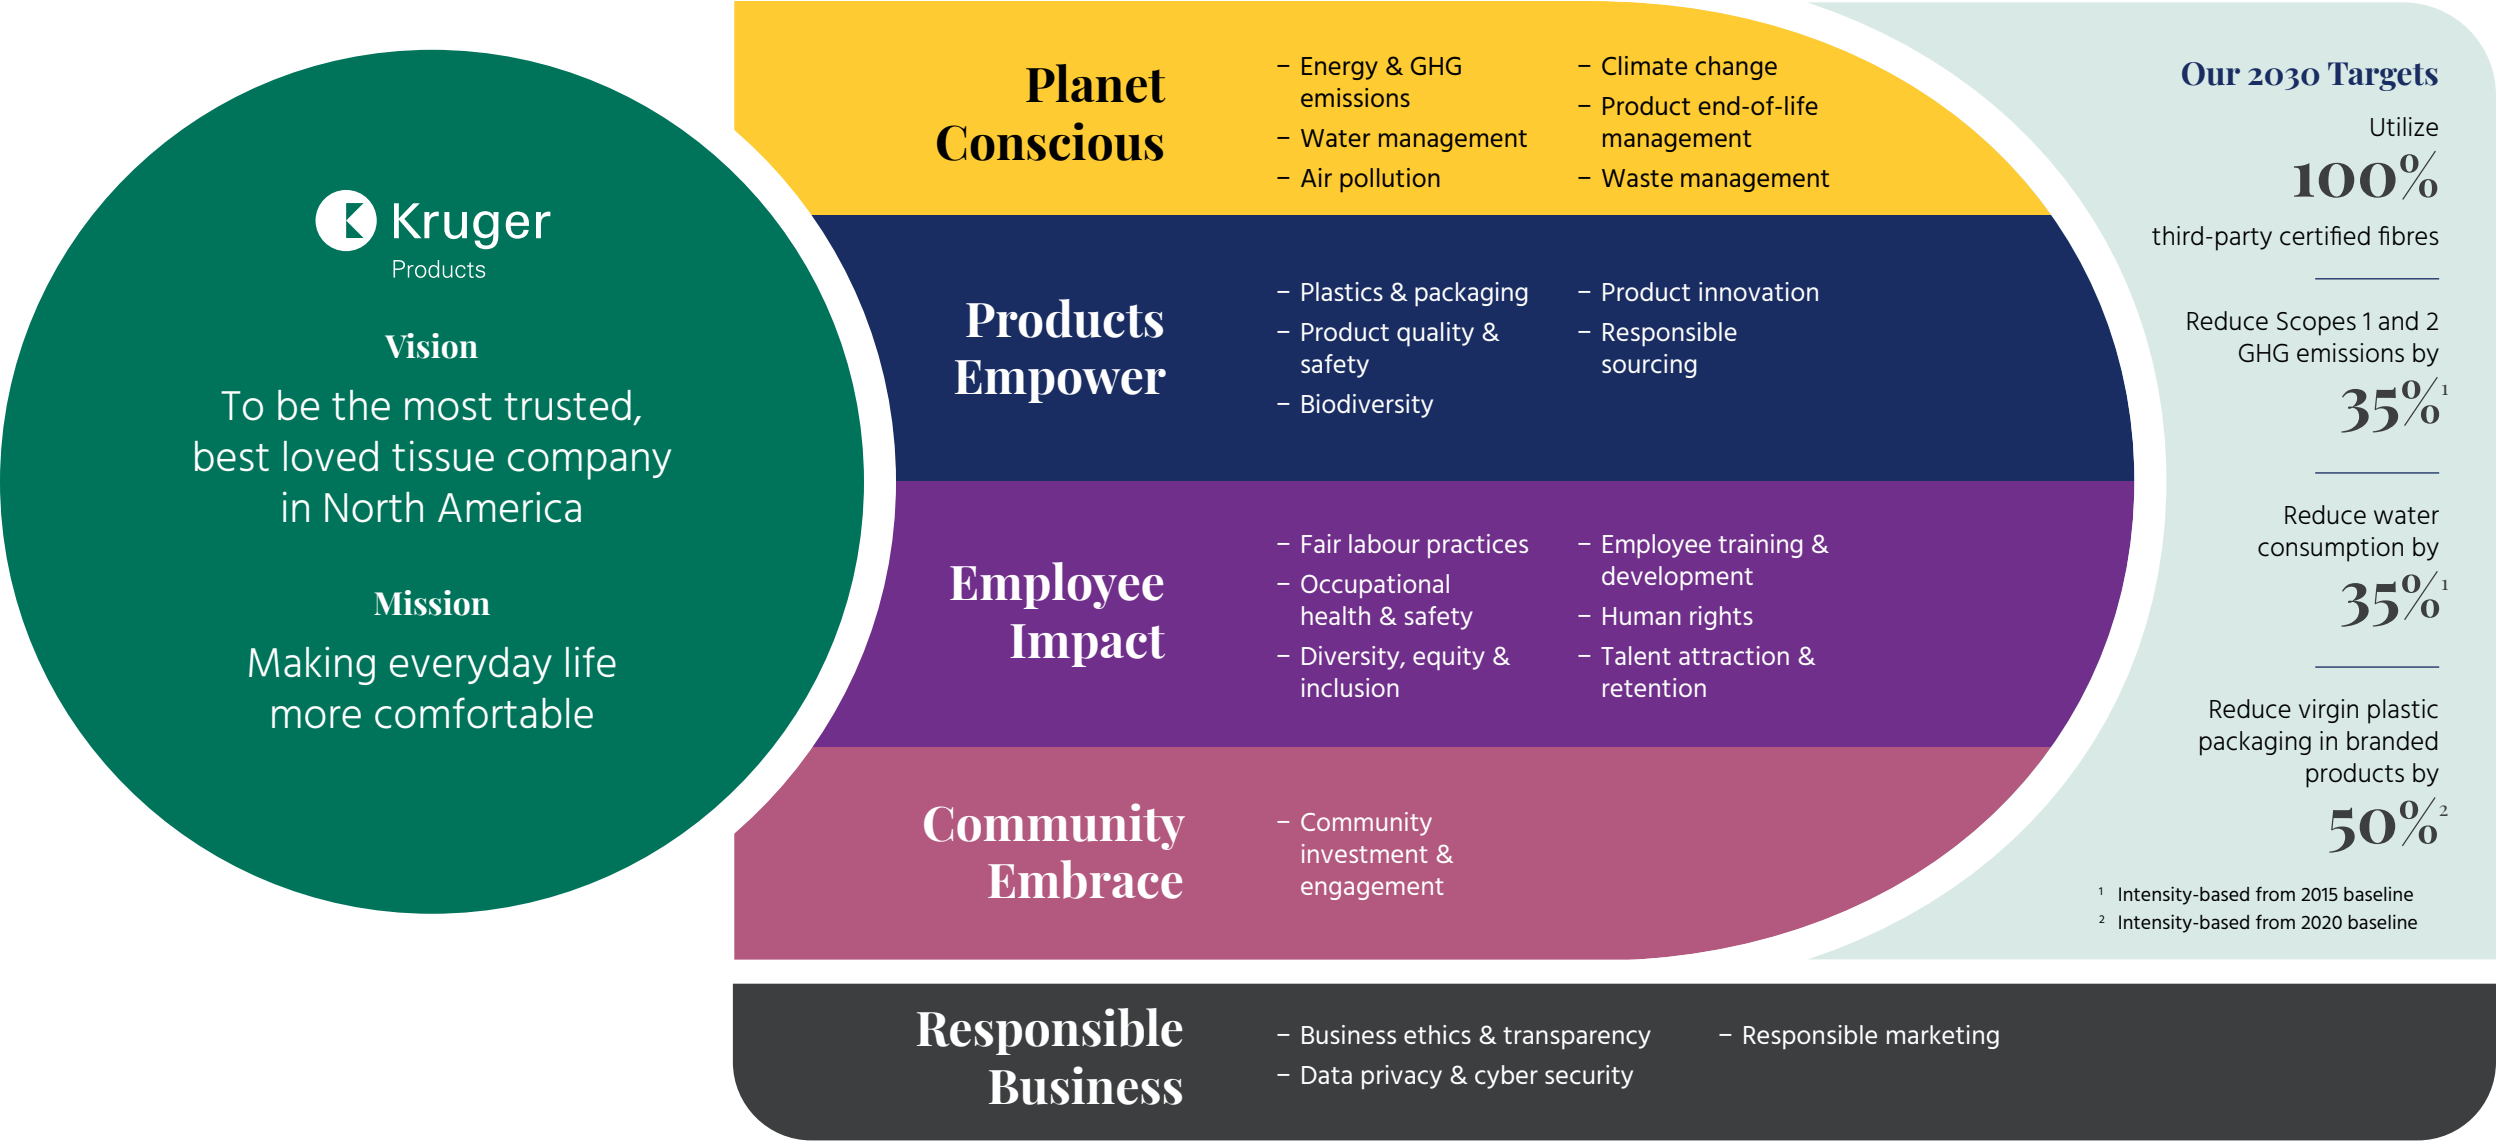 Kruger
Products
Vision
To be the most trusted,
best loved tissue company
in North America
Mission
Making everyday life
more comfortable
Planet
Conscious
– Energy & GHG
emissions
– Water management
– Air pollution
– Climate change
– Product end-of-life
management
– Waste management
Products
Empower
– Plastics & packaging
– Product quality &
safety
– Biodiversity
– Product innovation
– Responsible
sourcing
Employee
Impact
– Fair labour practices
– Occupational
health & safety
– Diversity, equity &
inclusion
– Employee training &
development
– Human rights
– Talent attraction &
retention
Community
Embrace
– Community
investment &
engagement
Responsible
Business
– Business ethics & transparency
– Data privacy & cyber security
– Responsible marketing
Our 2030 Targets
Utilize
100%
third-party certified fibres
Reduce Scopes 1 and 2
GHG emissions by
35%¹
Reduce water
consumption by
35%¹
Reduce virgin plastic
packaging in branded
products by
50%²
¹ Intensity-based from 2015 baseline
² Intensity-based from 2020 baseline